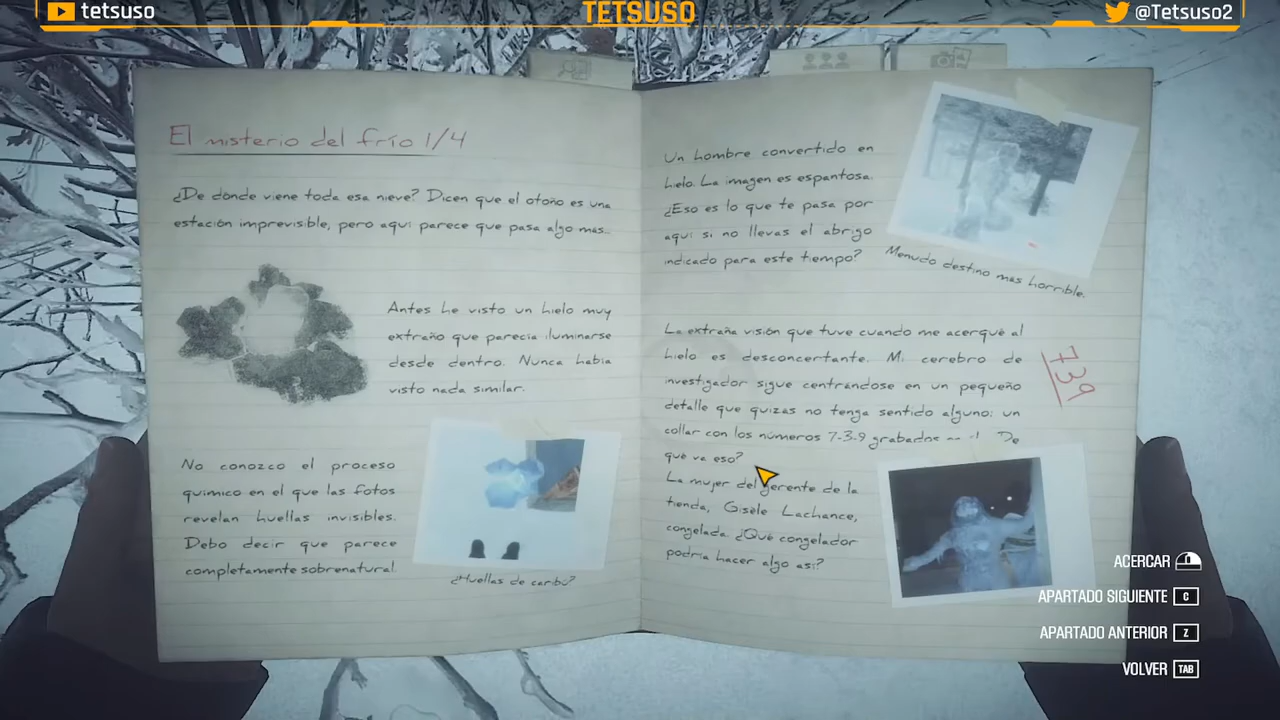 tetsuso
TETSUSO
@Tetsuso2
El misterio del frío 1/4
¿De dónde viene toda esa nieve? Dicen que el otoño es una
estación imprevisible, pero aquí parece que pasa algo más...
Antes he visto un hielo muy
extraño que parecía iluminarse
desde dentro. Nunca había
visto nada similar.
No conozco el proceso
químico en el que las fotos
revelan huellas invisibles.
Debo decir que parece
completamente sobrenatural.
¿Huellas de caribú?
Un hombre convertido en
hielo. La imagen es espantosa.
¿Eso es lo que te pasa por
aquí si no llevas el abrigo
indicado para este tiempo?
Menudo destino más horrible.
La extraña visión que tuve cuando me acerqué al
hielo es desconcertante. Mi cerebro de
investigador sigue centrándose en un pequeño
detalle que quizás no tenga sentido alguno: un
collar con los números 7-3-9 grabados De
qué va eso?
739
La mujer del gerente de la
tienda, Gisèle Lachance,
congelada. ¿Qué congelador
podría hacer algo así?
ACERCAR
APARTADO SIGUIENTE C
APARTADO ANTERIOR Z
VOLVER TAB